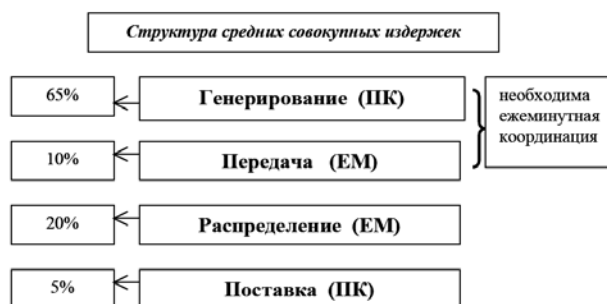 Структура средних совокупных издержек
65%
Генерирование (ПК)
необходима
ежеминутная
координация
10%
Передача (ЕМ)
20%
Распределение (ЕМ)
5%
Поставка (ПК)